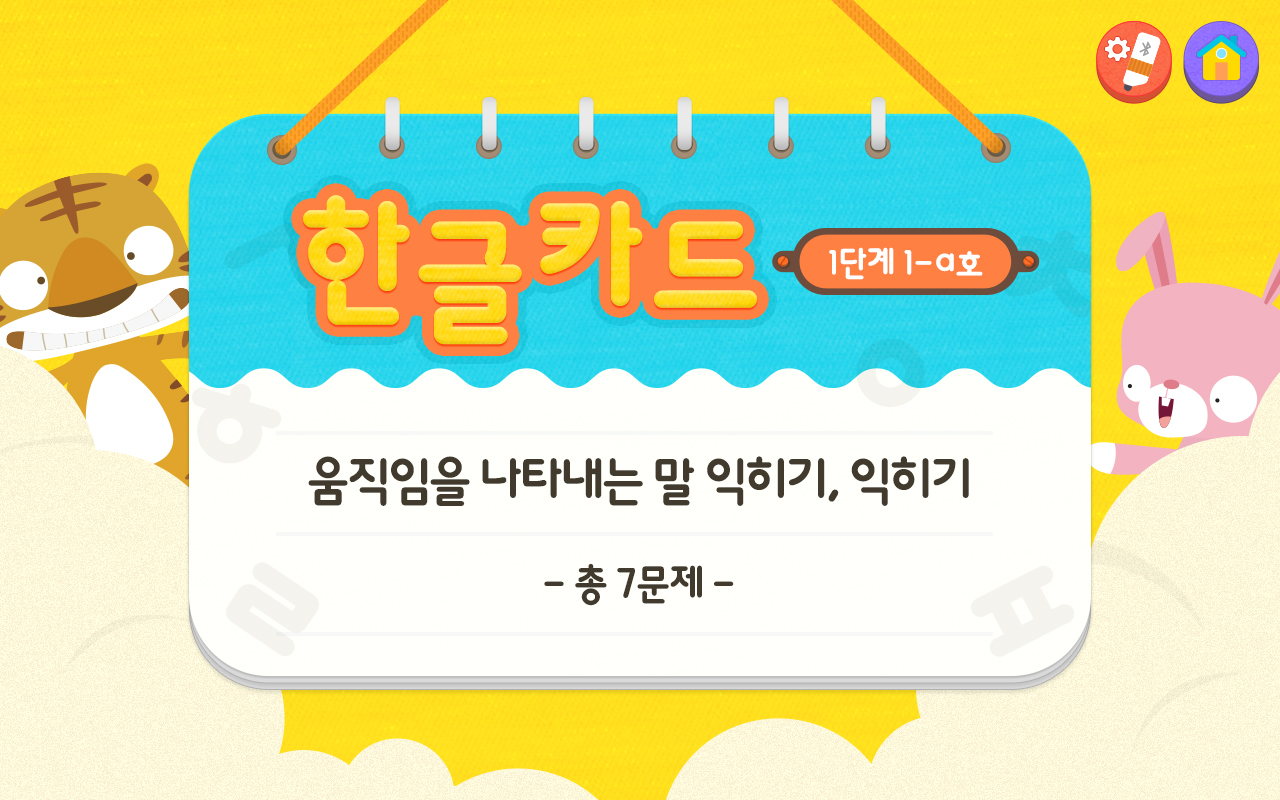 한글카드
1단계 1-a호
움직임을 나타내는 말 익히기, 익히기
- 총 7문제 -